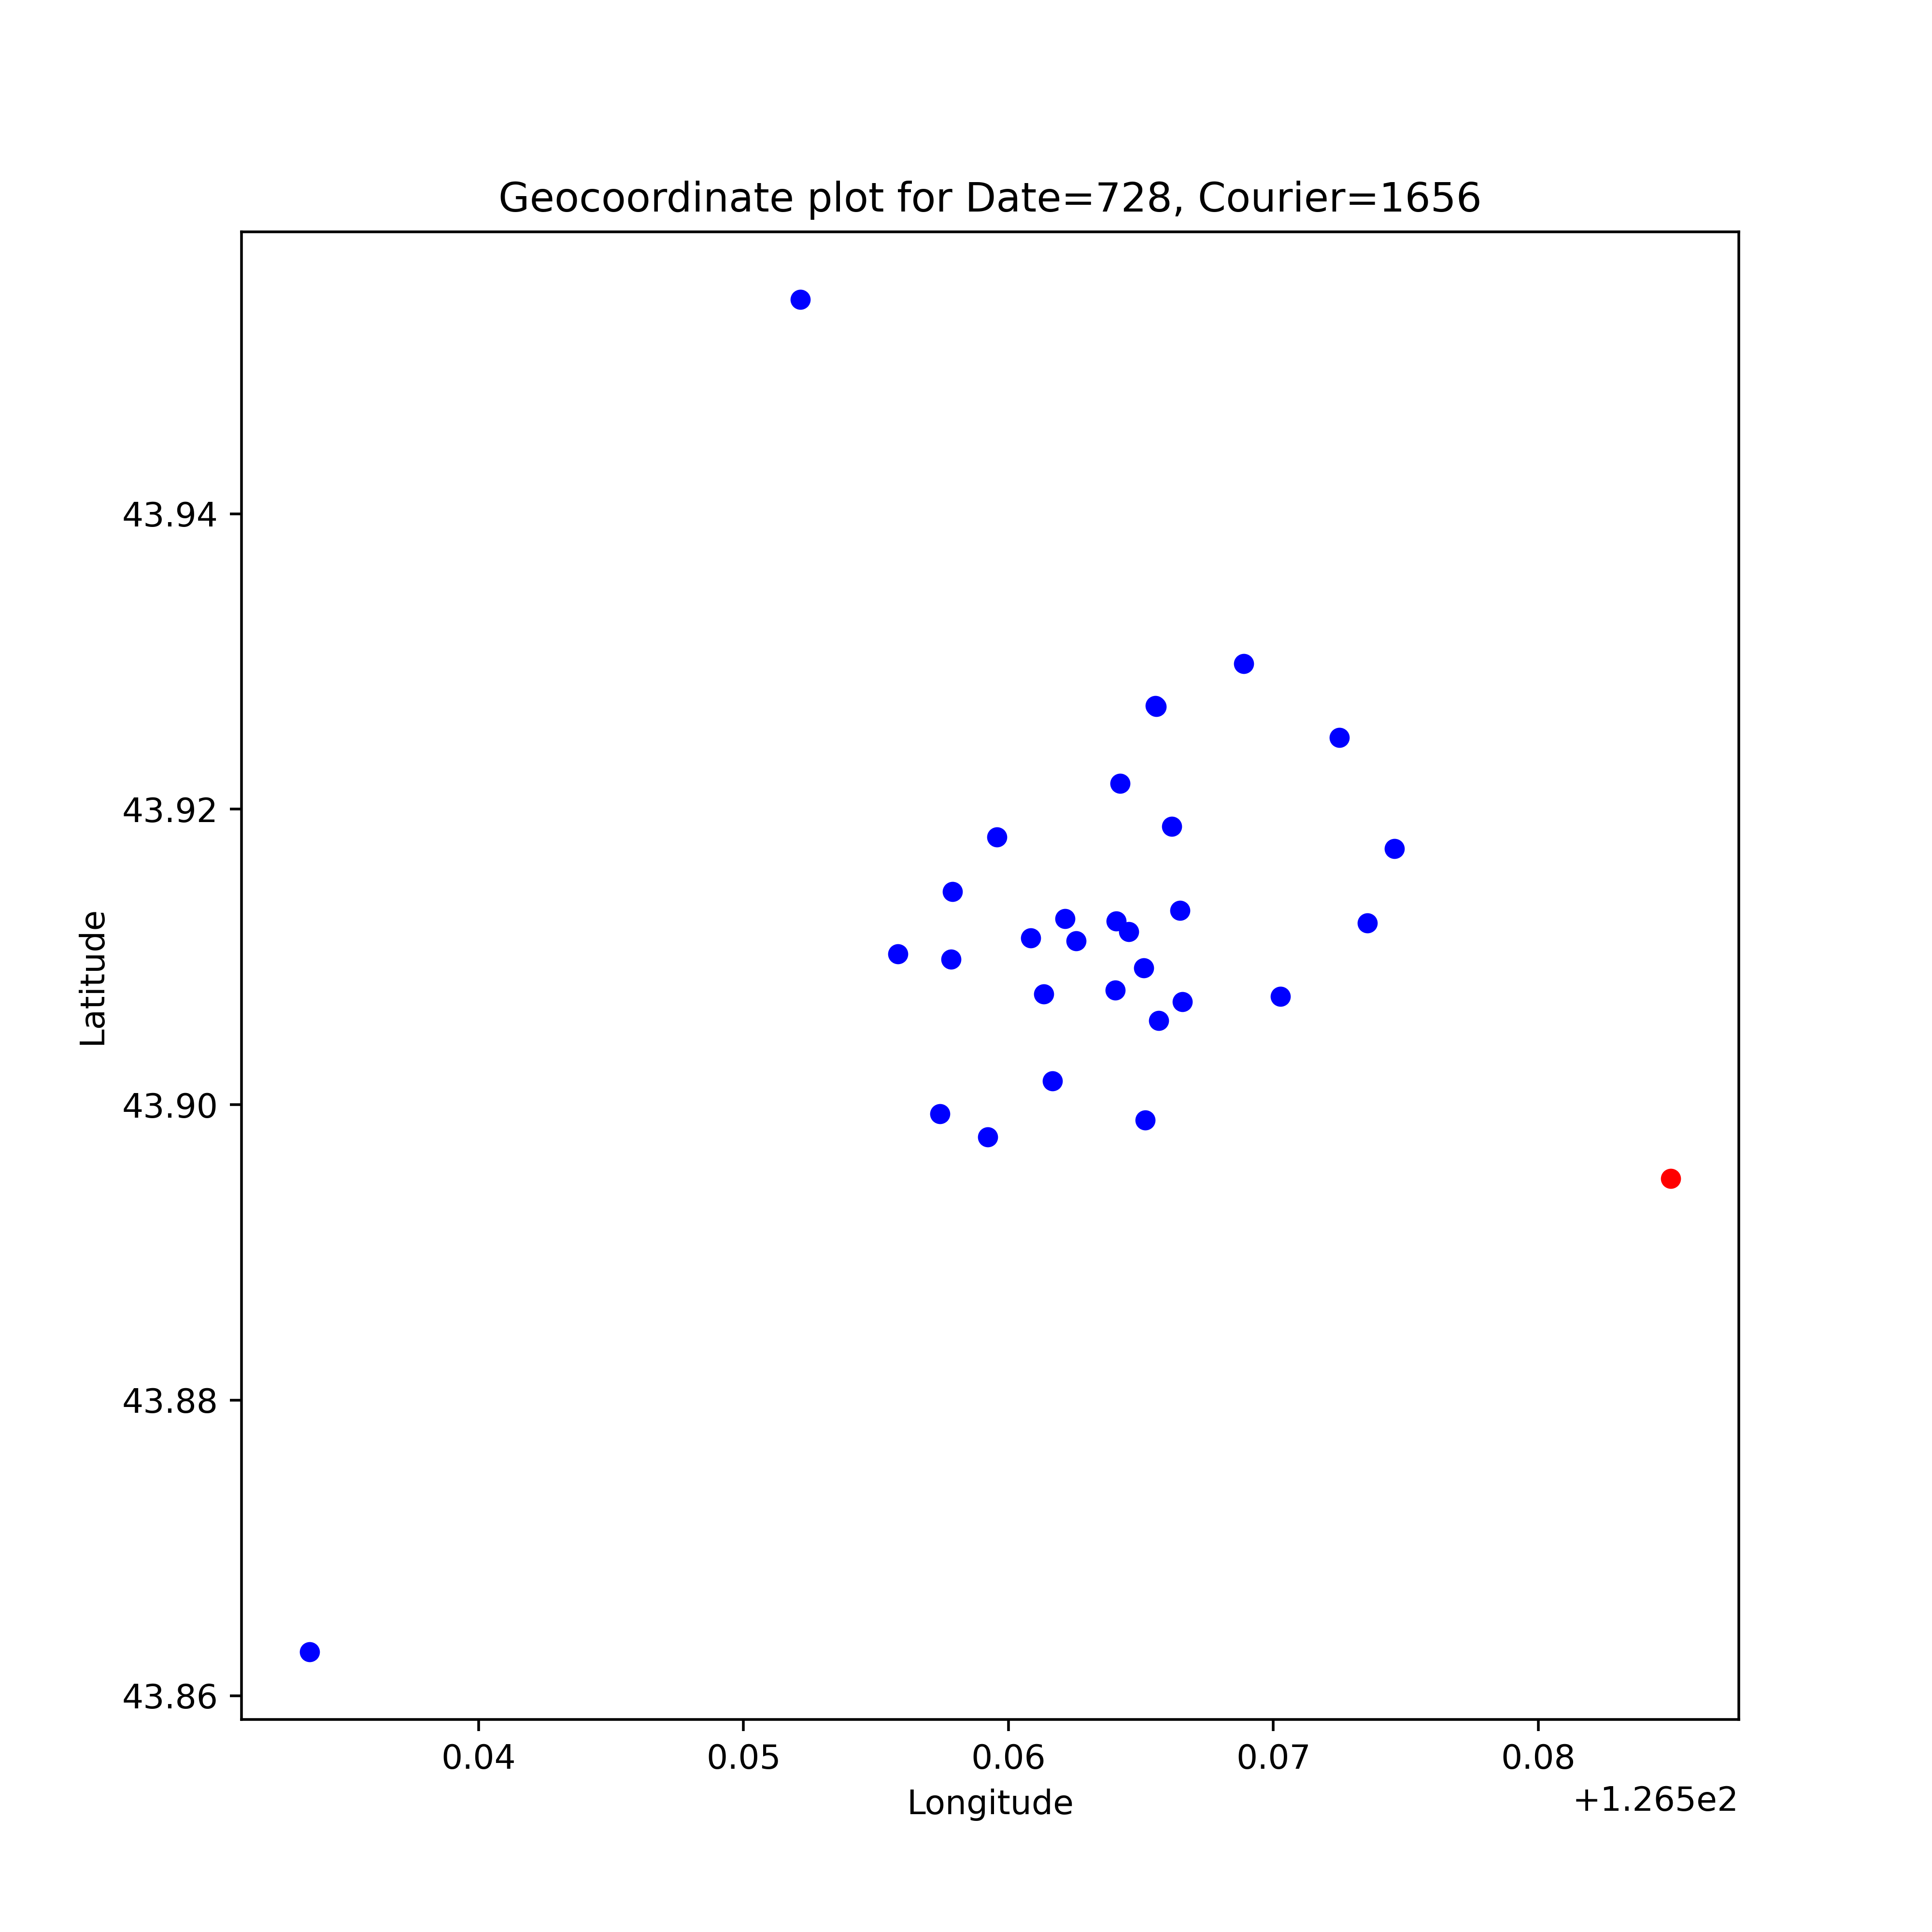 Geocoordinate plot for Date=728, Courier=1656
43.94
43.92
43.90
43.88
43.86
Latitude
0.04 0.05 0.06 0.07 0.08
Longitude
+1.265e2